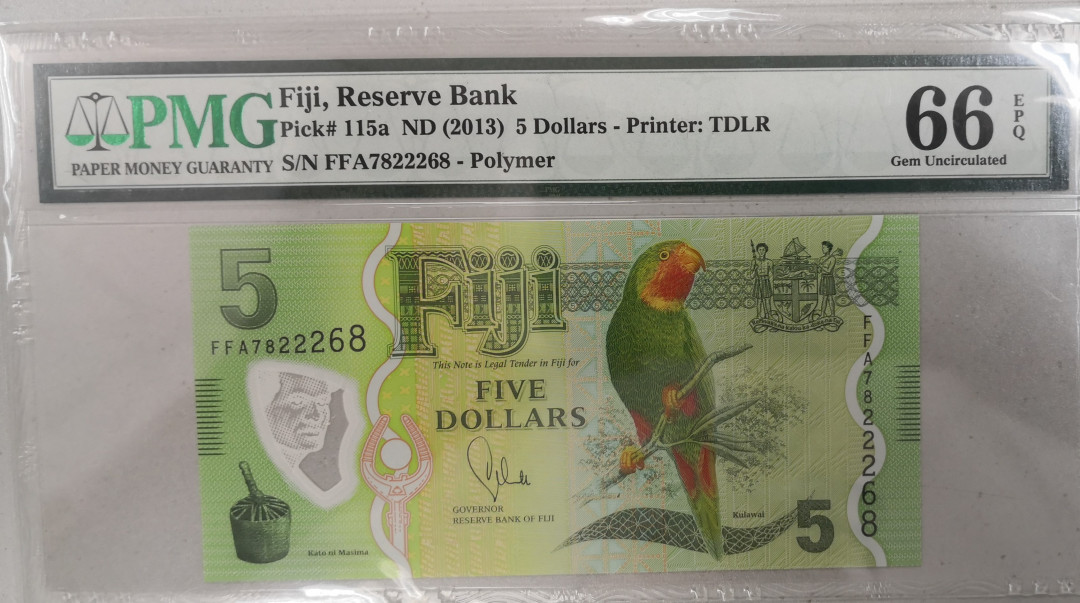 PMG
PAPER MONEY GUARANTY
Fiji, Reserve Bank
Pick# 115a ND (2013) 5 Dollars - Printer: TDLR
S/N FFA7822268 - Polymer
66
EPQ
Gem Uncirculated
5
FFA7822268
Fiji
This Note is Legal Tender in Fiji for
FIVE
DOLLARS
GOVERNOR
RESERVE BANK OF FIJI
Kato ni Masima
Kulawai
5
FFA7822268